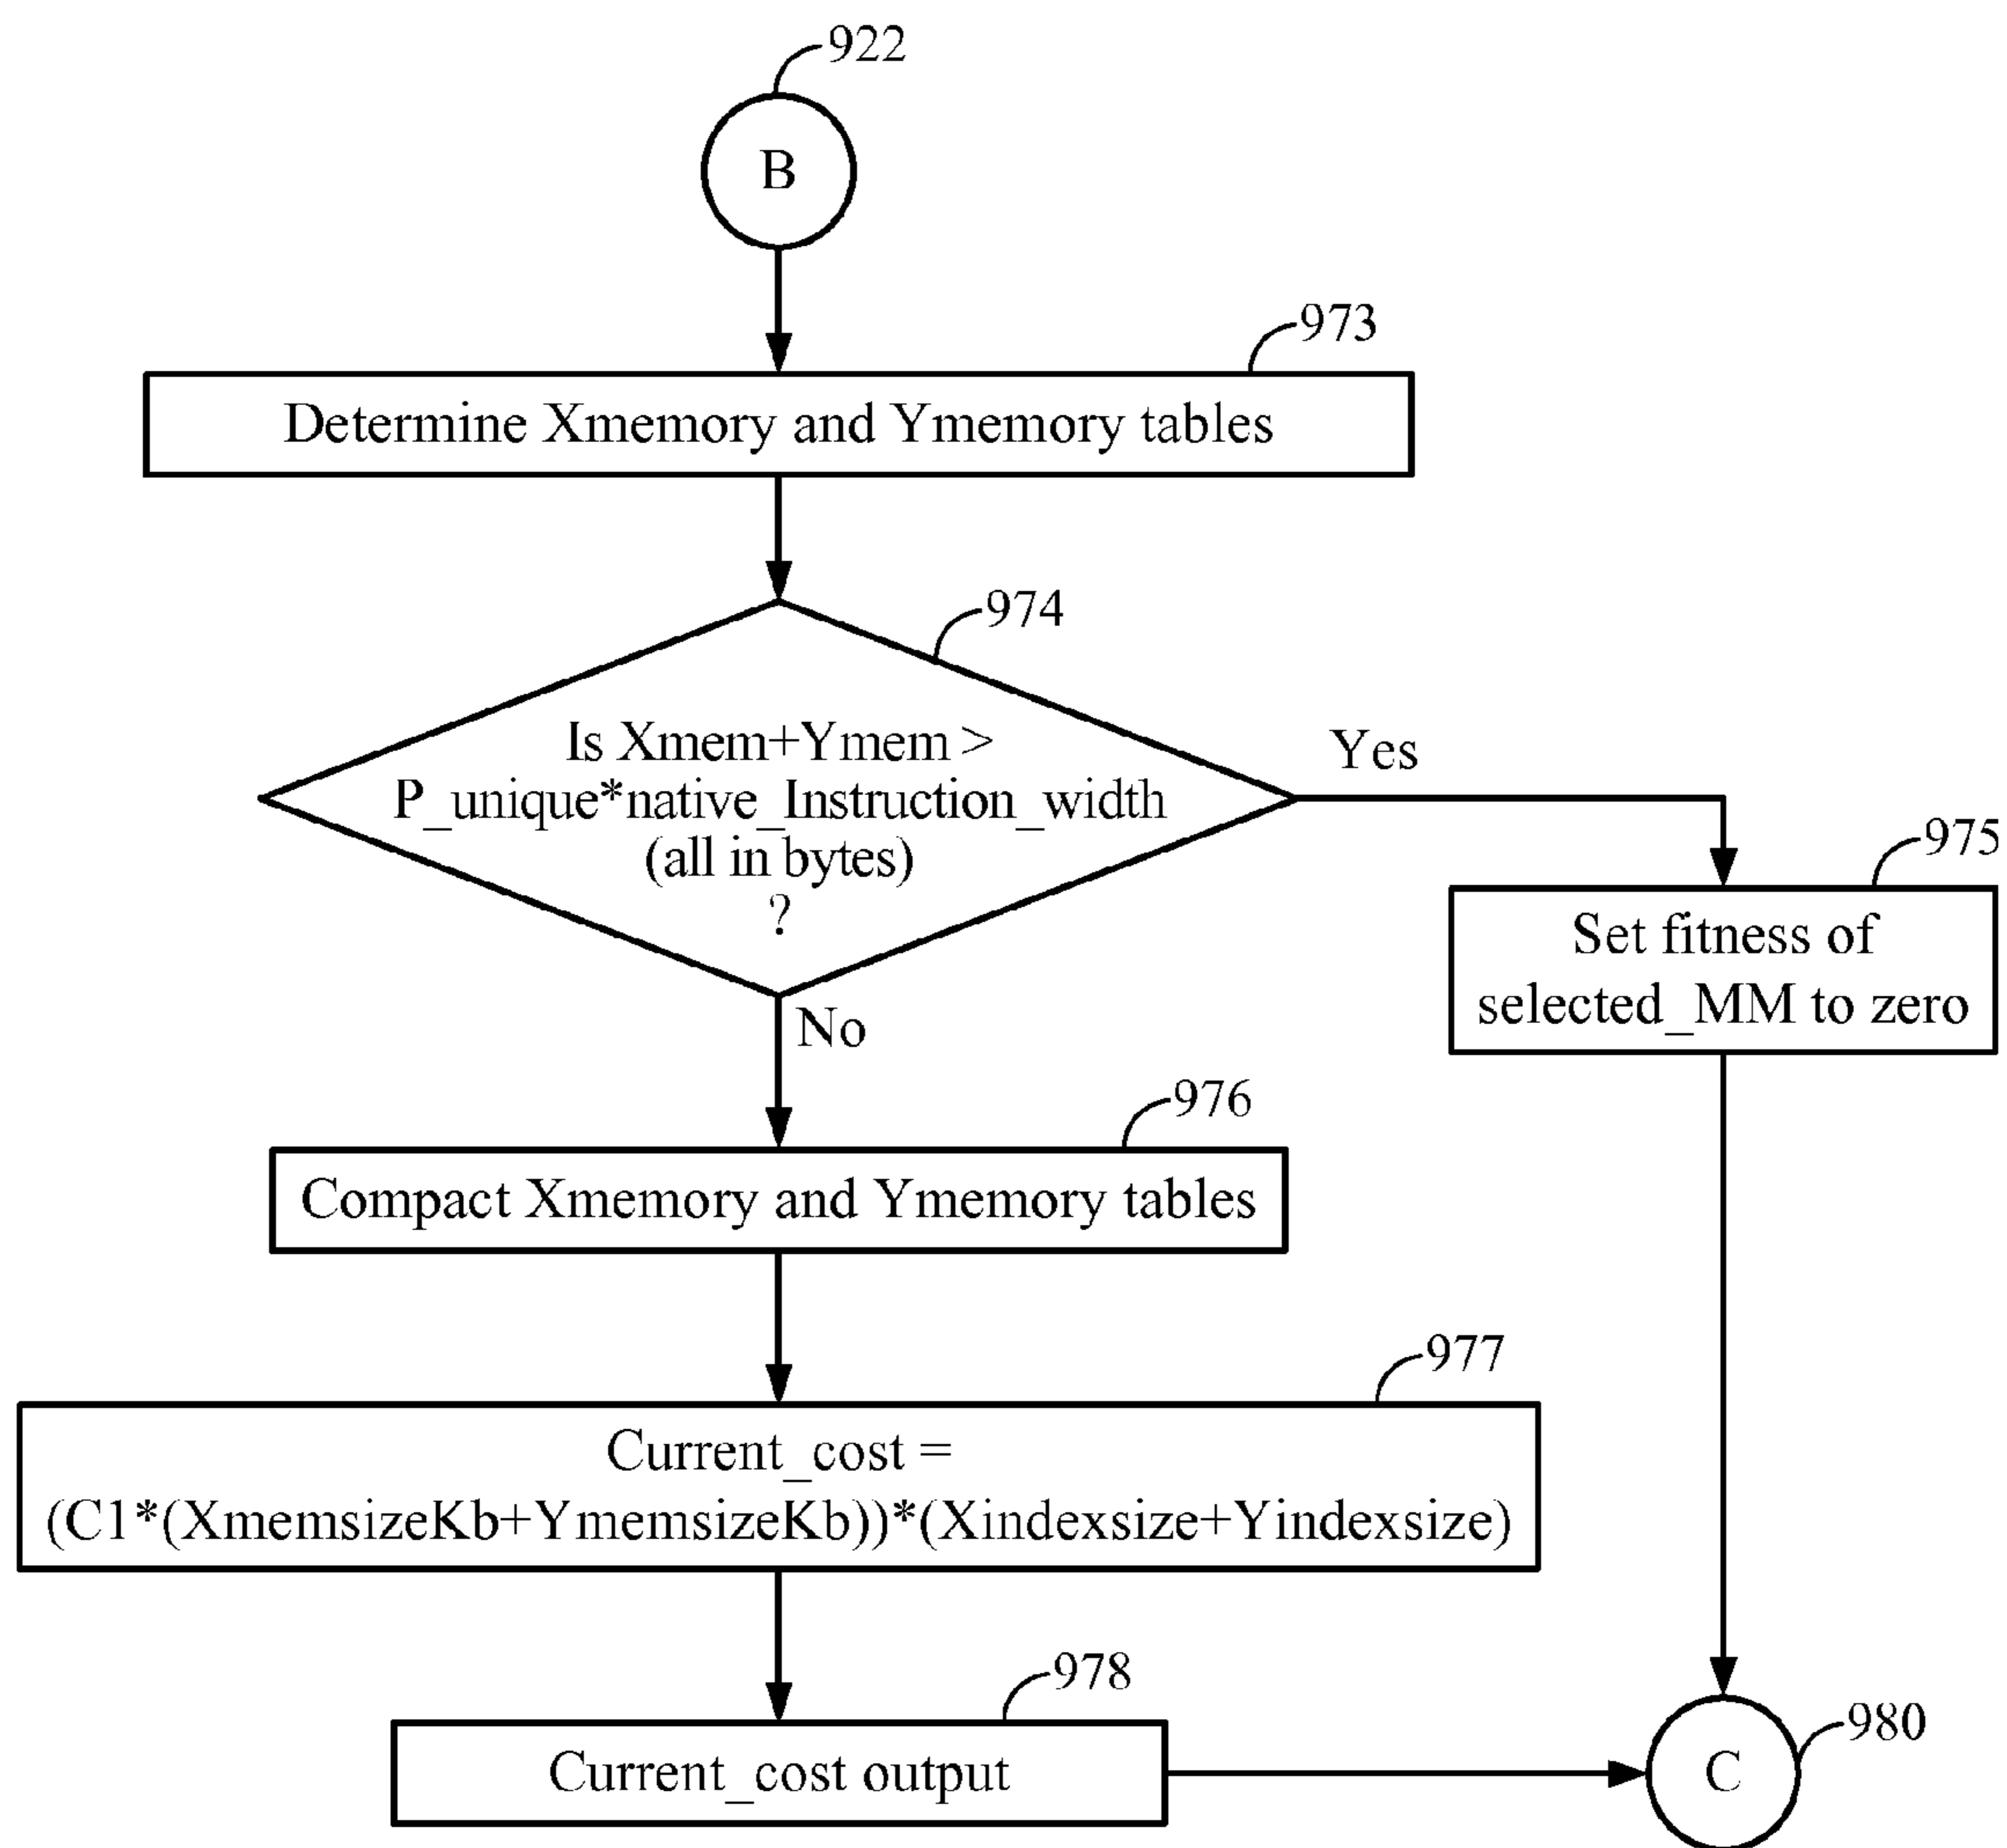 922
B
973
Determine Xmemory and Ymemory tables
974
Is Xmem+Ymem >
P_unique*native_Instruction_width
(all in bytes)
?
Yes
975
Set fitness of
selected_MM to zero
No
976
Compact Xmemory and Ymemory tables
977
Current_cost =
(C1*(XmemsizeKb+YmemsizeKb))*(Xindexsize+Yindexsize)
978
Current_cost output
980
C